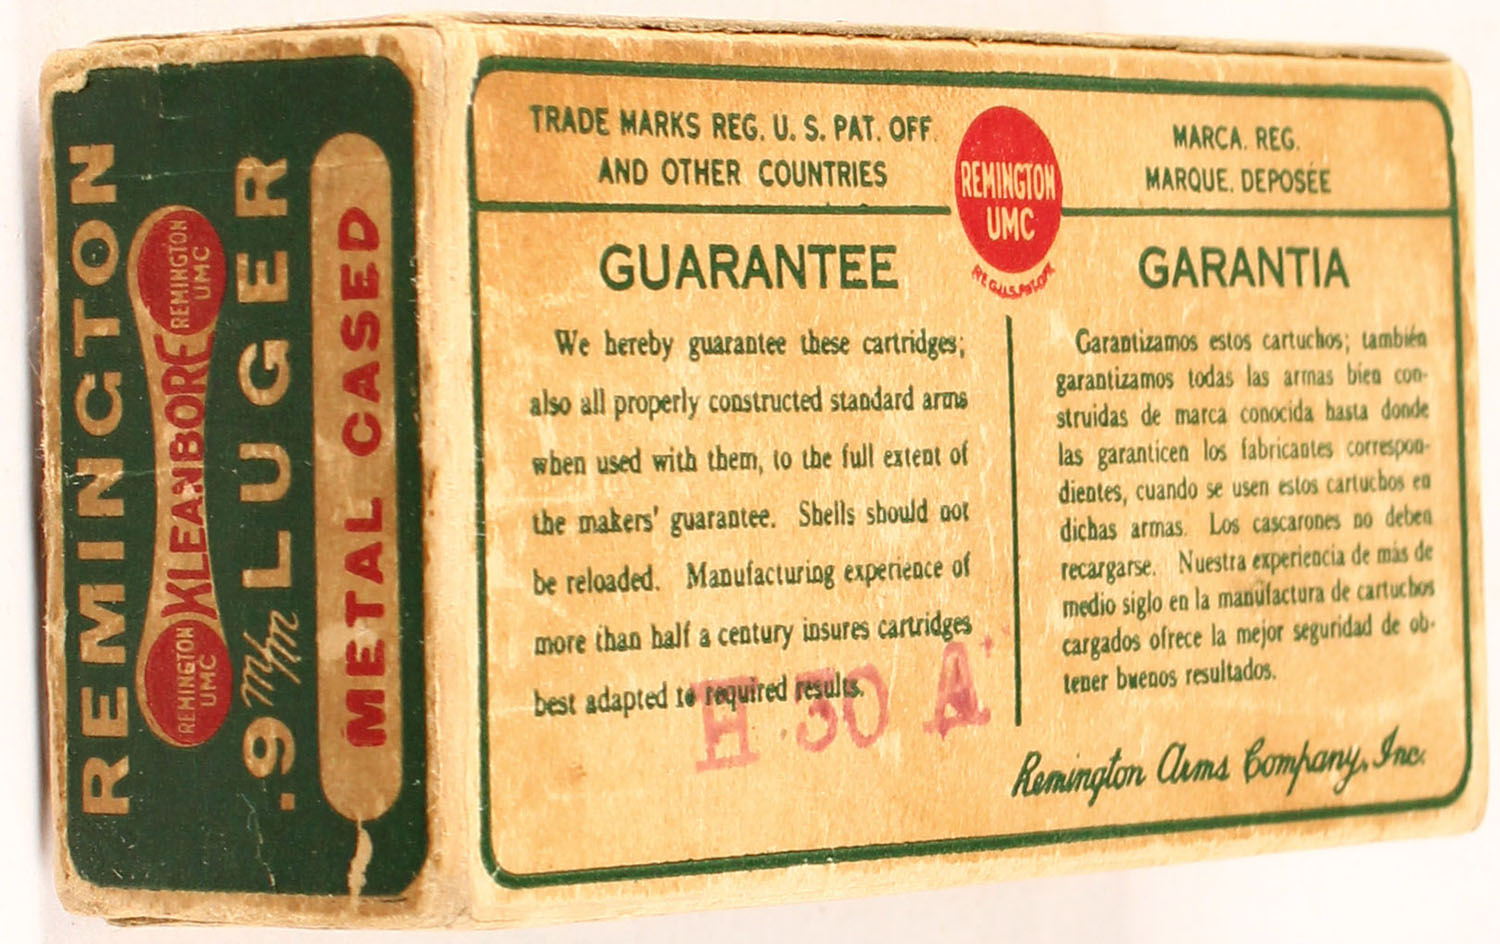 REMINGTON
REMINGTON
UMC
KLEANBORE
REMINGTON
UMC
.9 m/m LUGER
METAL CASED
TRADE MARKS REG. U. S. PAT. OFF.
AND OTHER COUNTRIES
REMINGTON
UMC
REG.U.S.PAT.OFF.
MARCA. REG.
MARQUE. DEPOSÉE
GUARANTEE
We hereby guarantee these cartridges;
also all properly constructed standard arms
when used with them, to the full extent of
the makers' guarantee. Shells should not
be reloaded. Manufacturing experience of
more than half a century insures cartridges
best adapted to required results.
H 30 A
GARANTIA
Garantizamos estos cartuchos; también
garantizamos todas las armas bien con-
struidas de marca conocida hasta donde
las garanticen los fabricantes correspon-
dientes, cuando se usen estos cartuchos en
dichas armas. Los cascarones no deben
recargarse. Nuestra experiencia de más de
medio siglo en la manufactura de cartuchos
cargados ofrece la mejor seguridad de ob-
tener buenos resultados.
Remington Arms Company, Inc.